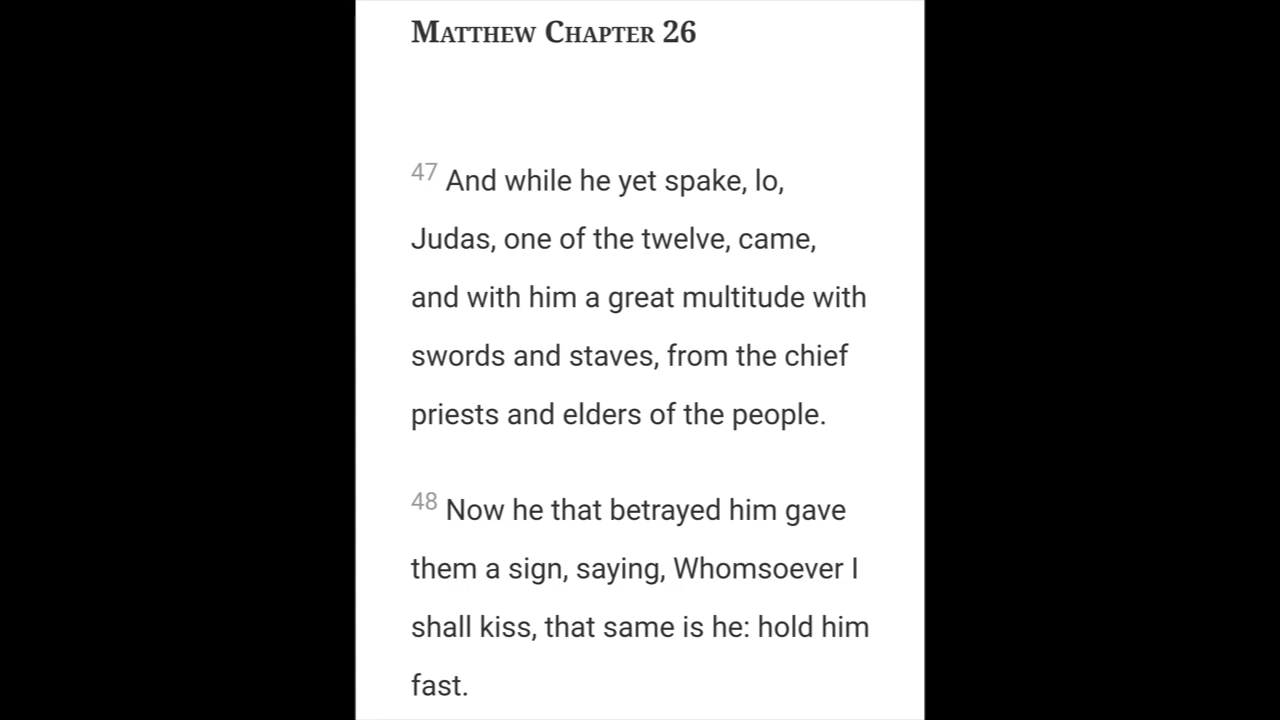 Matthew Chapter 26
47 And while he yet spake, lo,
Judas, one of the twelve, came,
and with him a great multitude with
swords and staves, from the chief
priests and elders of the people.
48 Now he that betrayed him gave
them a sign, saying, Whomsoever I
shall kiss, that same is he: hold him
fast.